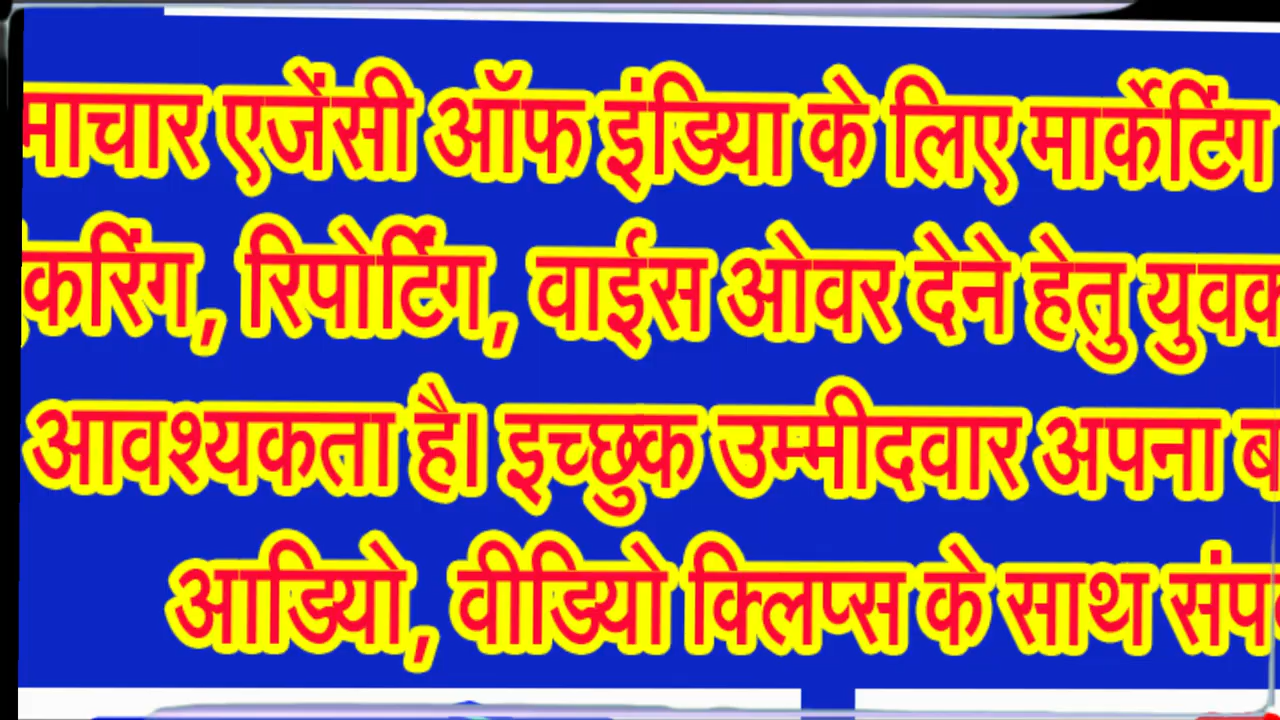 माचार एजेंसी ऑफ इंडिया के लिए मार्केटिंग
करिंग, रिपोर्टिंग, वाईस ओवर देने हेतु युवक
आवश्यकता है। इच्छुक उम्मीदवार अपना ब
आडियो, वीडियो क्लिप्स के साथ संप